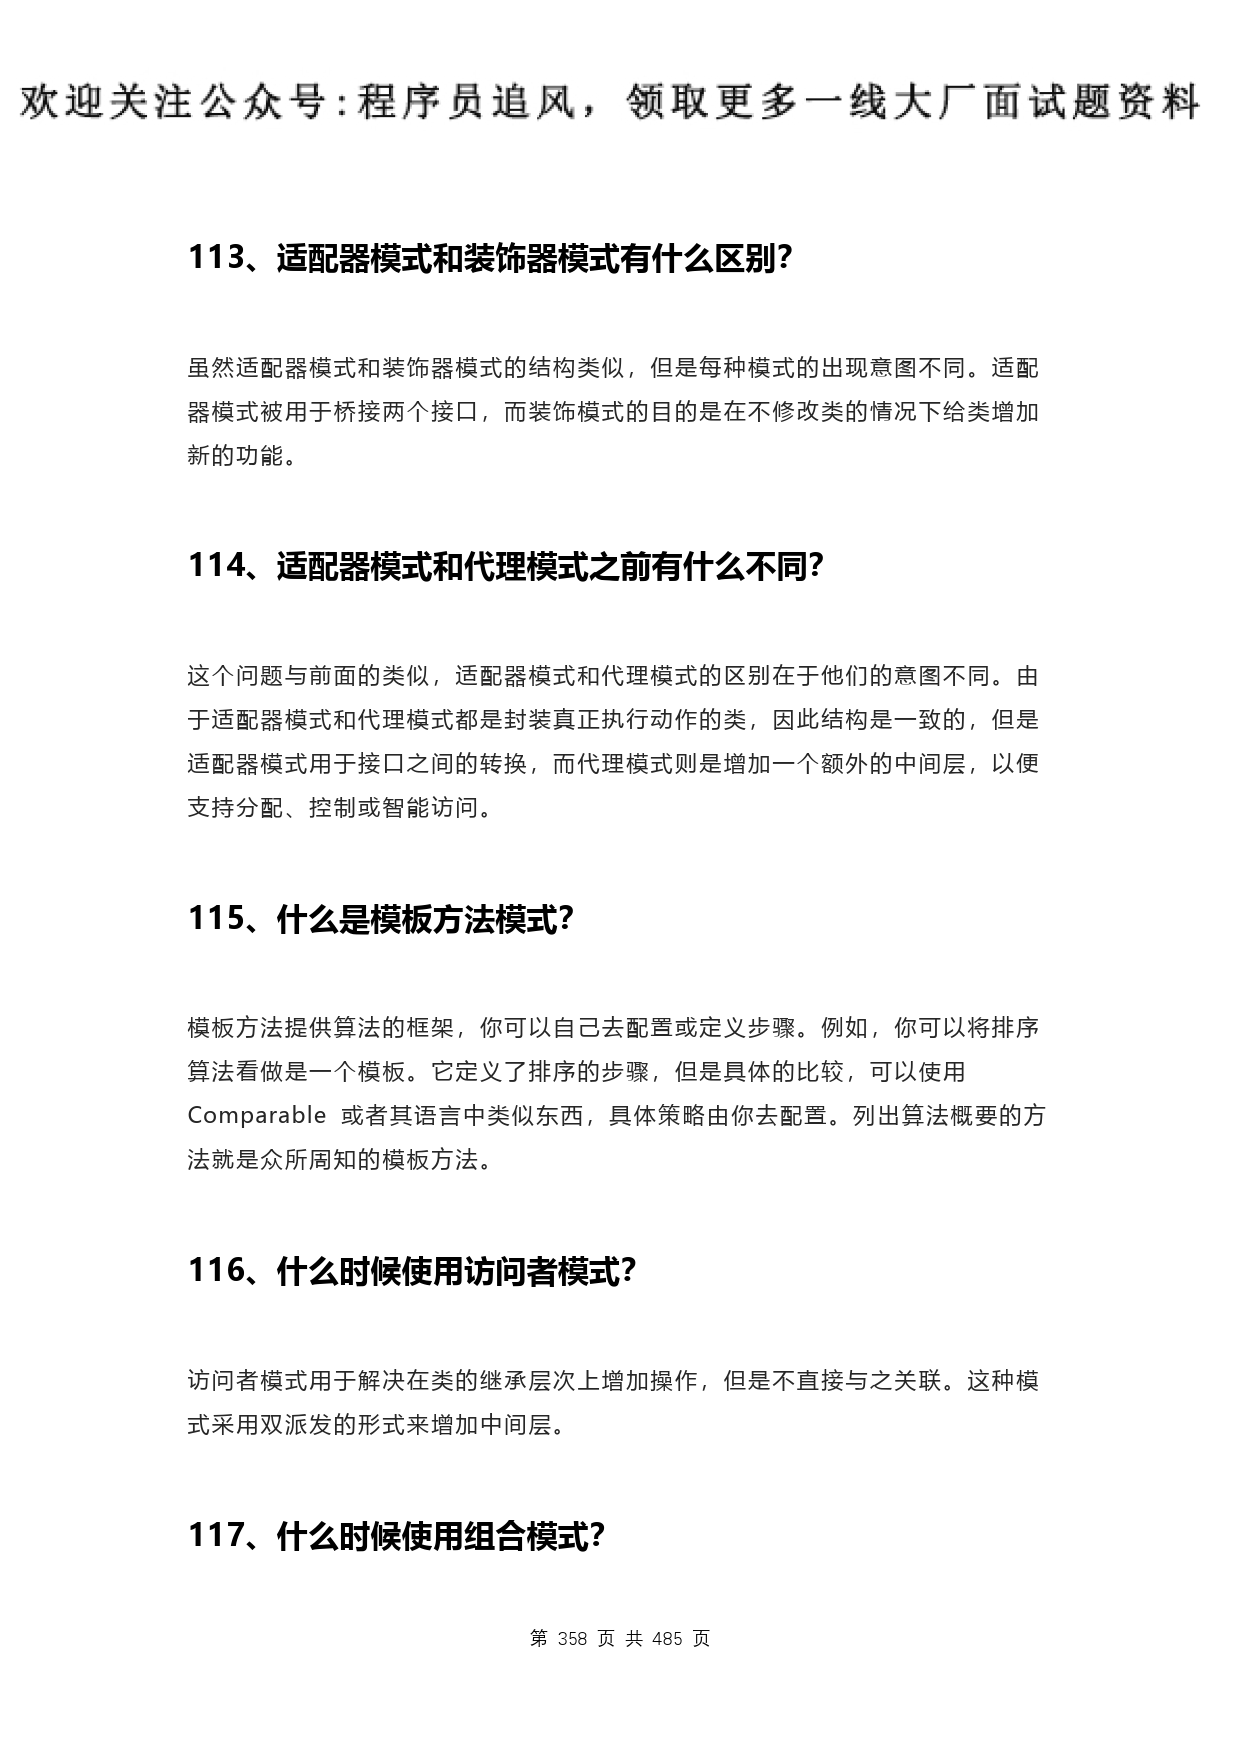 欢迎关注公众号:程序员追风，领取更多一线大厂面试题资料
113、适配器模式和装饰器模式有什么区别？
虽然适配器模式和装饰器模式的结构类似，但是每种模式的出现意图不同。适配
器模式被用于桥接两个接口，而装饰模式的目的是在不修改类的情况下给类增加
新的功能。
114、适配器模式和代理模式之前有什么不同？
这个问题与前面的类似，适配器模式和代理模式的区别在于他们的意图不同。由
于适配器模式和代理模式都是封装真正执行动作的类，因此结构是一致的，但是
适配器模式用于接口之间的转换，而代理模式则是增加一个额外的中间层，以便
支持分配、控制或智能访问。
115、什么是模板方法模式？
模板方法提供算法的框架，你可以自己去配置或定义步骤。例如，你可以将排序
算法看做是一个模板。它定义了排序的步骤，但是具体的比较，可以使用
Comparable 或者其语言中类似东西，具体策略由你去配置。列出算法概要的方
法就是众所周知的模板方法。
116、什么时候使用访问者模式？
访问者模式用于解决在类的继承层次上增加操作，但是不直接与之关联。这种模
式采用双派发的形式来增加中间层。
117、什么时候使用组合模式？
第 358 页 共 485 页